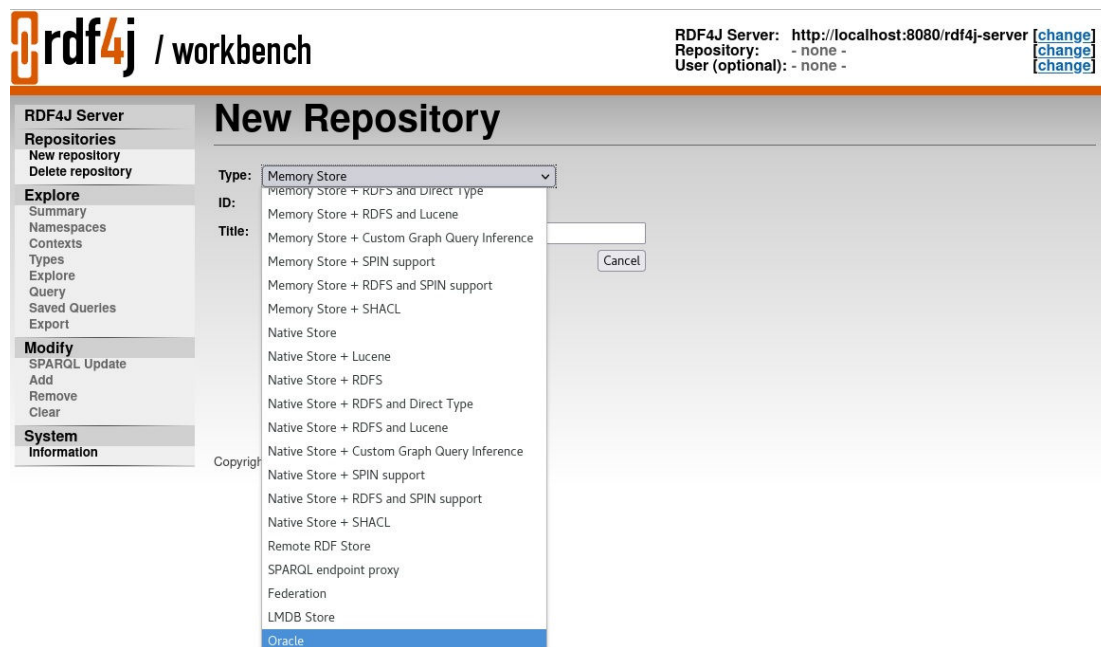 rdf4j / workbench
RDF4J Server: http://localhost:8080/rdf4j-server [change]
Repository: - none - [change]
User (optional): - none - [change]
RDF4J Server
Repositories
New repository
Delete repository
Explore
Summary
Namespaces
Contexts
Types
Explore
Query
Saved Queries
Export
Modify
SPARQL Update
Add
Remove
Clear
System
Information
New Repository
Type: Memory Store
ID:
Title:
Memory Store + RDFS and Direct Type
Memory Store + RDFS and Lucene
Memory Store + Custom Graph Query Inference
Memory Store + SPIN support
Memory Store + RDFS and SPIN support
Memory Store + SHACL
Native Store
Native Store + Lucene
Native Store + RDFS
Native Store + RDFS and Direct Type
Native Store + RDFS and Lucene
Native Store + Custom Graph Query Inference
Native Store + SPIN support
Native Store + RDFS and SPIN support
Native Store + SHACL
Remote RDF Store
SPARQL endpoint proxy
Federation
LMDB Store
Oracle
Cancel
Copyrigh